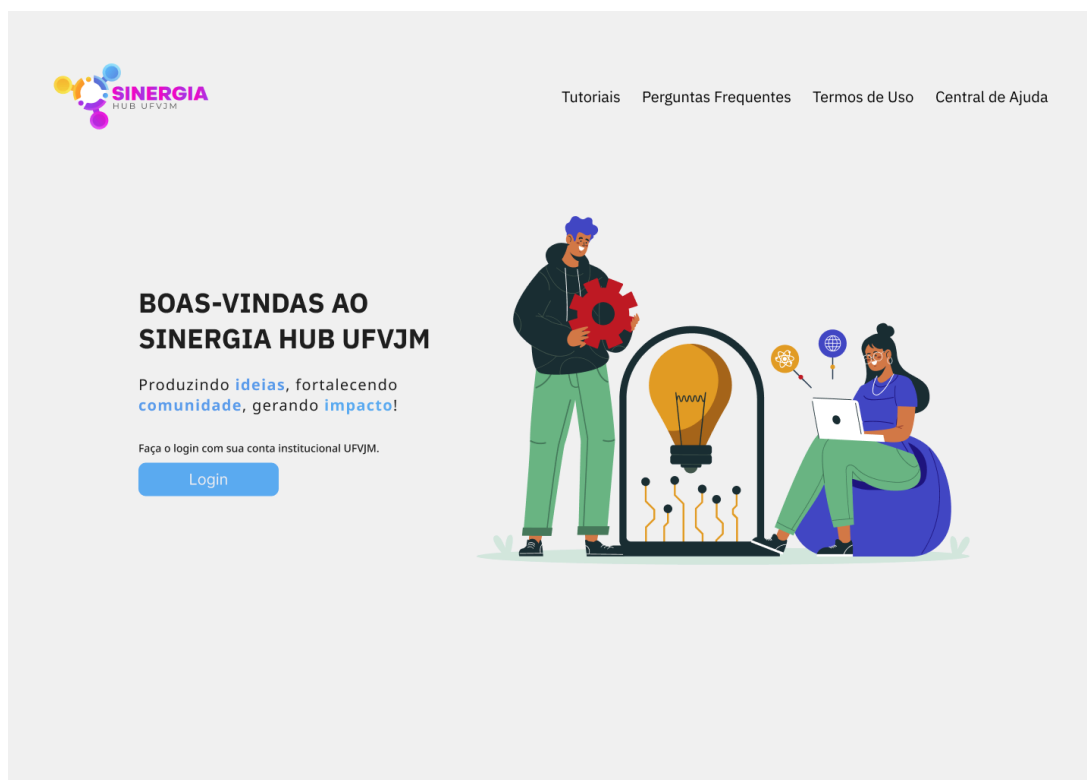 SINERGIA
HUB UFVJM
Tutoriais Perguntas Frequentes Termos de Uso Central de Ajuda
BOAS-VINDAS AO
SINERGIA HUB UFVJM
Produzindo ideias, fortalecendo
comunidade, gerando impacto!
Faça o login com sua conta institucional UFVJM.
Login